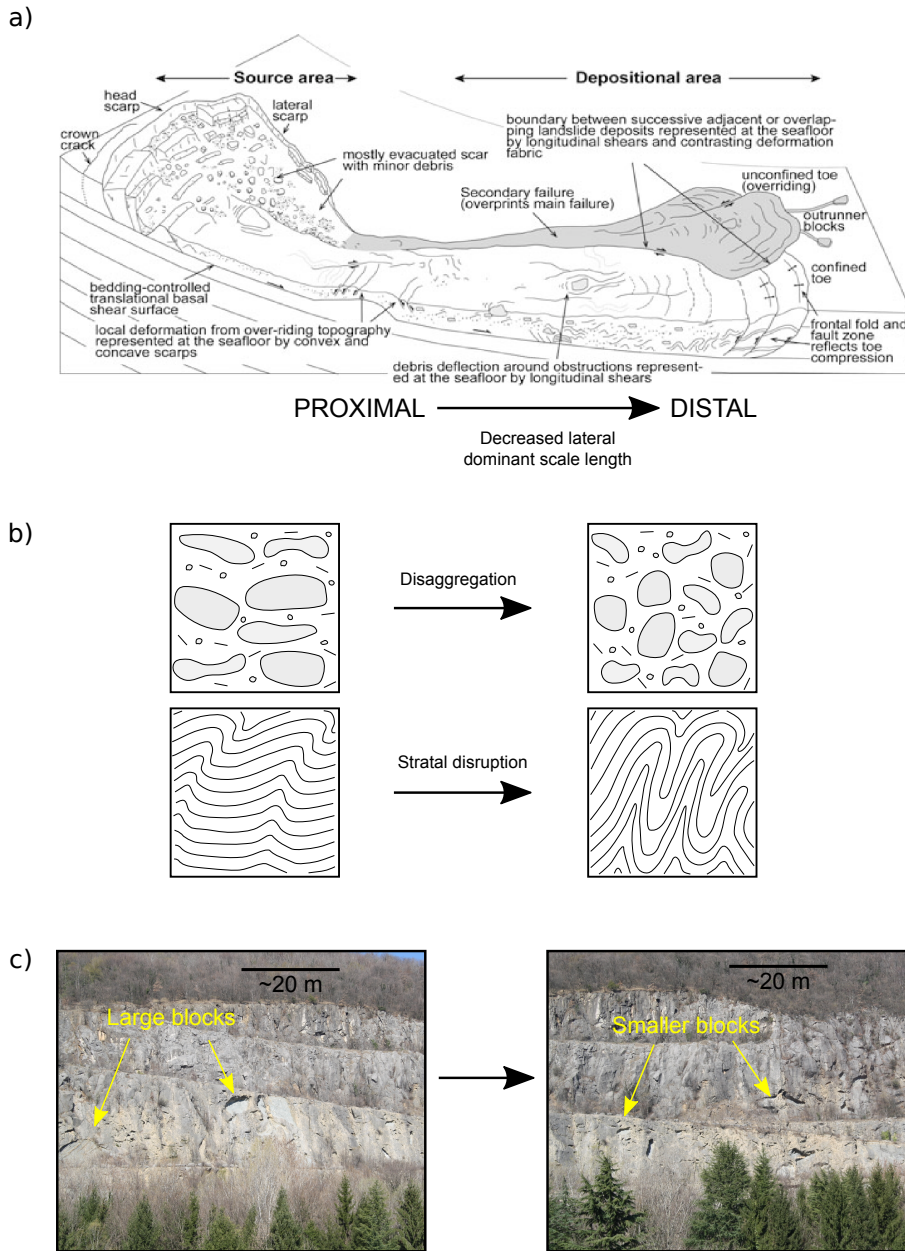 a)
Source area
Depositional area
head
scarp
lateral
scarp
crown
crack
mostly evacuated scar
with minor debris
boundary between successive adjacent or overlap-
ping landslide deposits represented at the seafloor
by longitudinal shears and contrasting deformation
fabric
unconfined toe
(overriding)
Secondary failure
(overprints main failure)
outrunner
blocks
confined
toe
bedding-controlled
translational basal
shear surface
local deformation from over-riding topography
represented at the seafloor by convex and
concave scarps
debris deflection around obstructions represent-
ed at the seafloor by longitudinal shears
frontal fold and
fault zone
reflects toe
compression
PROXIMAL
DISTAL
Decreased lateral
dominant scale length
b)
Disaggregation
Stratal disruption
c)
~20 m
Large blocks
~20 m
Smaller blocks